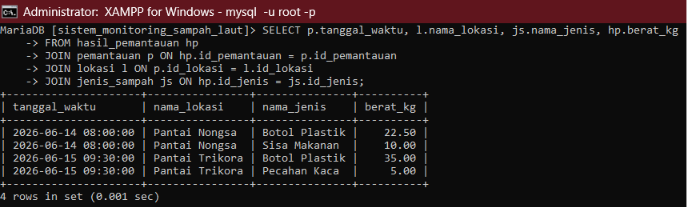 Administrator: XAMPP for Windows - mysql -u root -p
MariaDB [sistem_monitoring_sampah_laut]> SELECT p.tanggal_waktu, l.nama_lokasi, js.nama_jenis, hp.berat_kg
    -> FROM hasil_pemantauan hp
    -> JOIN pemantauan p ON hp.id_pemantauan = p.id_pemantauan
    -> JOIN lokasi l ON p.id_lokasi = l.id_lokasi
    -> JOIN jenis_sampah js ON hp.id_jenis = js.id_jenis;
+---------------------+----------------+---------------+----------+
| tanggal_waktu       | nama_lokasi    | nama_jenis    | berat_kg |
+---------------------+----------------+---------------+----------+
| 2026-06-14 08:00:00 | Pantai Nongsa  | Botol Plastik |    22.50 |
| 2026-06-14 08:00:00 | Pantai Nongsa  | Sisa Makanan  |    10.00 |
| 2026-06-15 09:30:00 | Pantai Trikora | Botol Plastik |    35.00 |
| 2026-06-15 09:30:00 | Pantai Trikora | Pecahan Kaca  |     5.00 |
+---------------------+----------------+---------------+----------+
4 rows in set (0.001 sec)